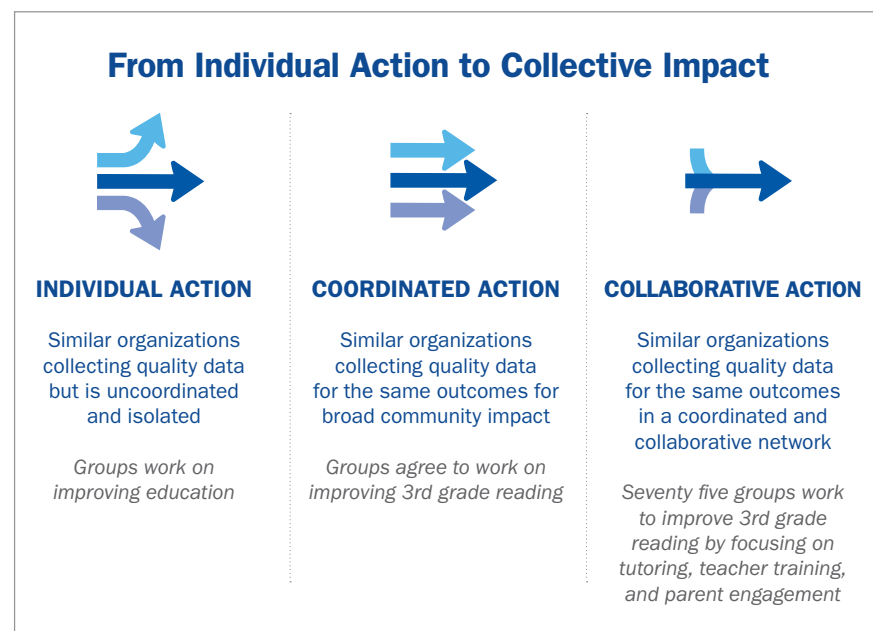 From Individual Action to Collective Impact
INDIVIDUAL ACTION
Similar organizations
collecting quality data
but is uncoordinated
and isolated
Groups work on
improving education
COORDINATED ACTION
Similar organizations
collecting quality data
for the same outcomes for
broad community impact
Groups agree to work on
improving 3rd grade reading
COLLABORATIVE ACTION
Similar organizations
collecting quality data
for the same outcomes
in a coordinated and
collaborative network
Seventy five groups work
to improve 3rd grade
reading by focusing on
tutoring, teacher training,
and parent engagement